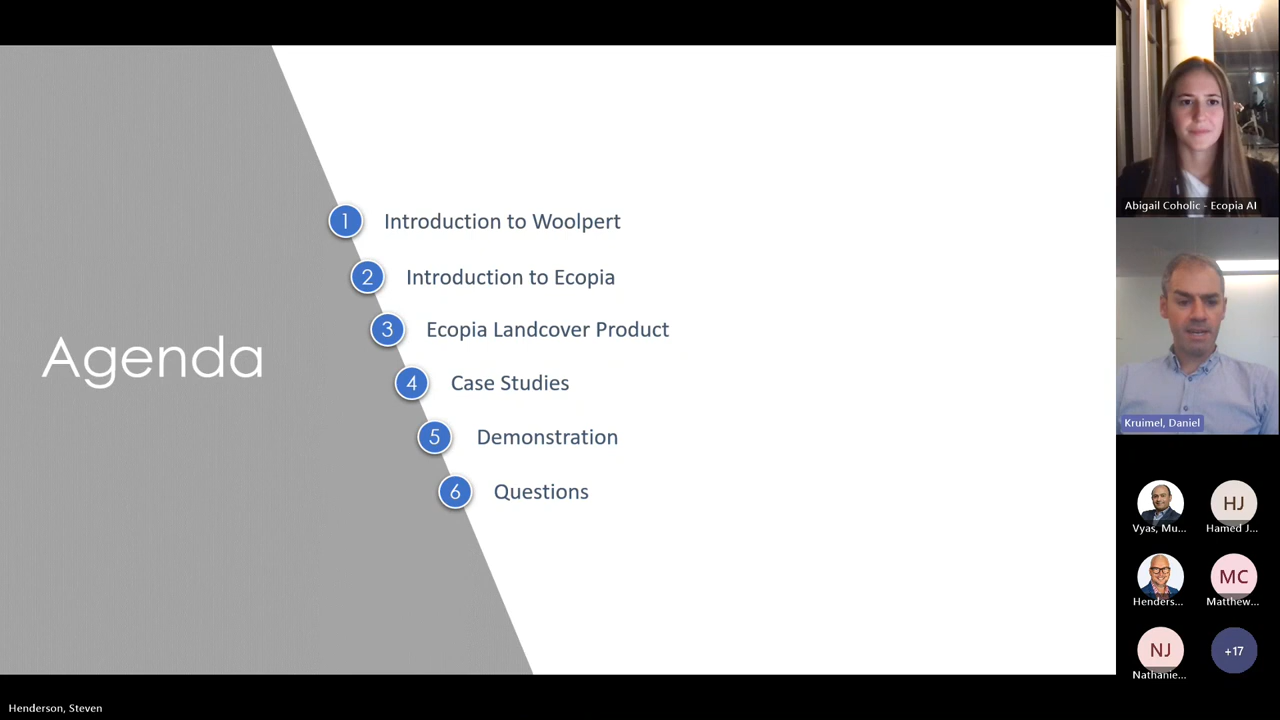 Agenda
1 Introduction to Woolpert
2 Introduction to Ecopia
3 Ecopia Landcover Product
4 Case Studies
5 Demonstration
6 Questions
Abigail Coholic - Ecopia AI
Kruimel, Daniel
Vyas, Mu...
HJ
Hamed J...
Henders...
MC
Matthew...
NJ
Nathanie...
+17
Henderson, Steven